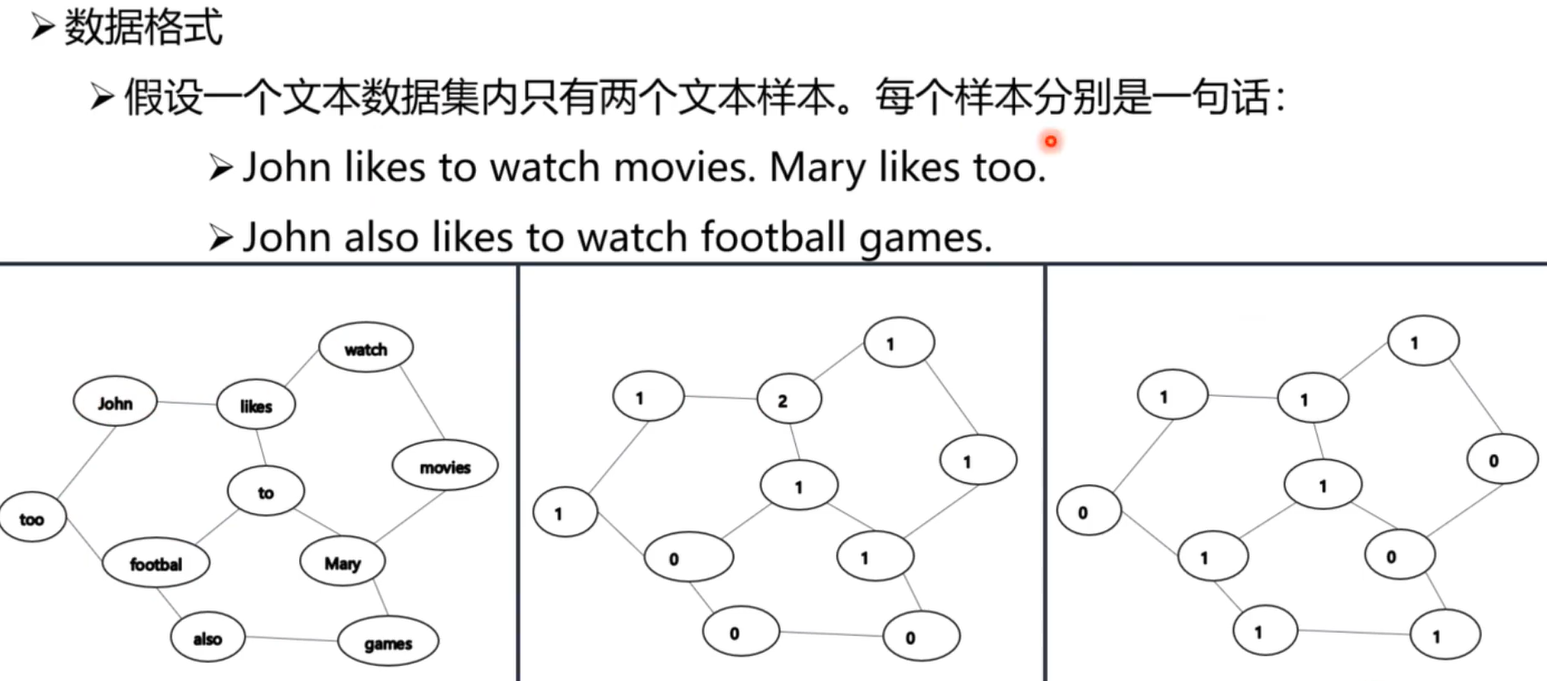 数据格式
假设一个文本数据集内只有两个文本样本。每个样本分别是一句话：
John likes to watch movies. Mary likes too.
John also likes to watch football games.
watch
John
likes
movies
to
too
footbal
Mary
also
games
1
1
2
1
1
1
0
1
0
0
1
1
1
0
1
0
1
0
1
1